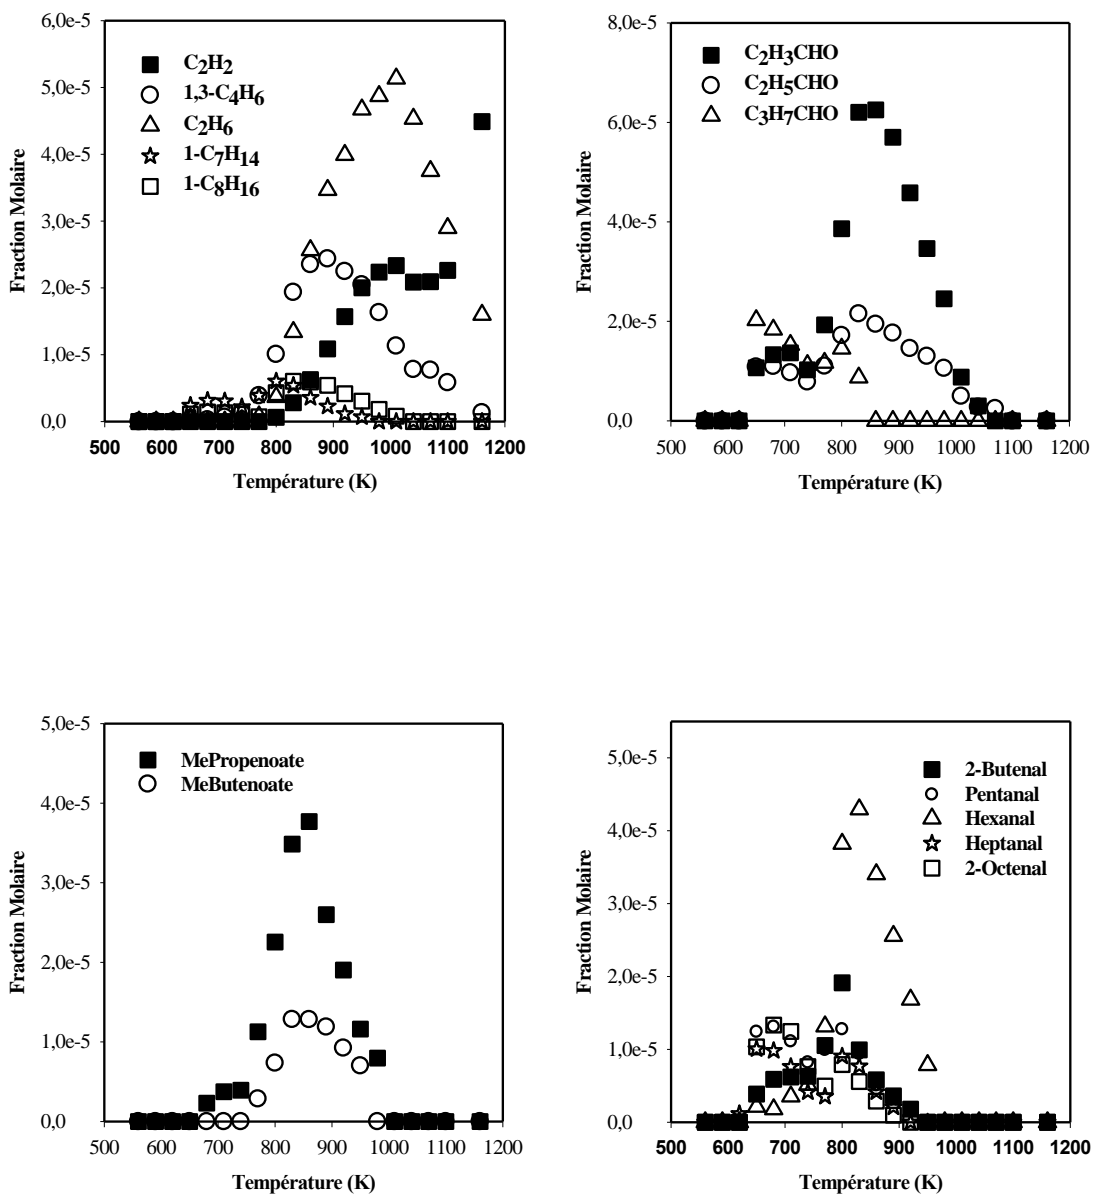 6,0e-5
5,0e-5
4,0e-5
3,0e-5
2,0e-5
1,0e-5
0,0
Fraction Molaire
C2H2
1,3-C4H6
C2H6
1-C7H14
1-C8H16
500 600 700 800 900 1000 1100 1200
Température (K)
8,0e-5
6,0e-5
4,0e-5
2,0e-5
0,0
Fraction Molaire
C2H3CHO
C2H5CHO
C3H7CHO
500 600 700 800 900 1000 1100 1200
Température (K)
5,0e-5
4,0e-5
3,0e-5
2,0e-5
1,0e-5
0,0
Fraction Molaire
MePropenoate
MeButenoate
500 600 700 800 900 1000 1100 1200
Température (K)
5,0e-5
4,0e-5
3,0e-5
2,0e-5
1,0e-5
0,0
Fraction Molaire
2-Butenal
Pentanal
Hexanal
Heptanal
2-Octenal
500 600 700 800 900 1000 1100 1200
Température (K)